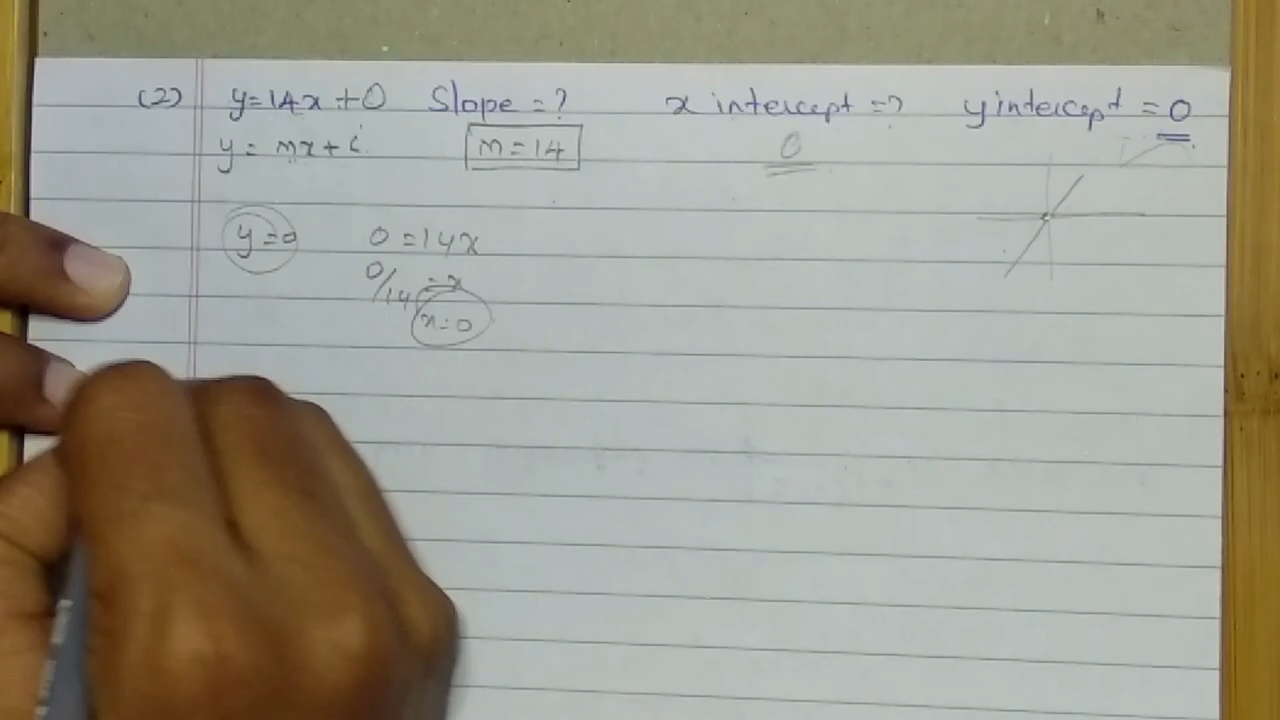 (2) y=14x+0 Slope=? x intercept=? y intercept = 0
y = mx+c m=14 0
y=0 0=14x
0/14=x
x=0